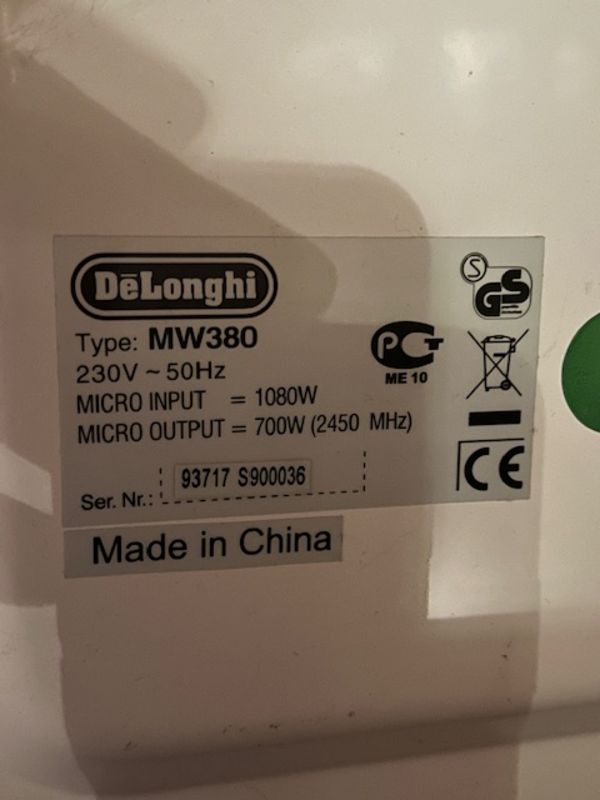 DēLonghi
Type: MW380
230V ~ 50Hz
MICRO INPUT = 1080W
MICRO OUTPUT = 700W (2450 MHz)
Ser. Nr.: 93717 S900036
Made in China
PCT
ME 10
S
GS
CE